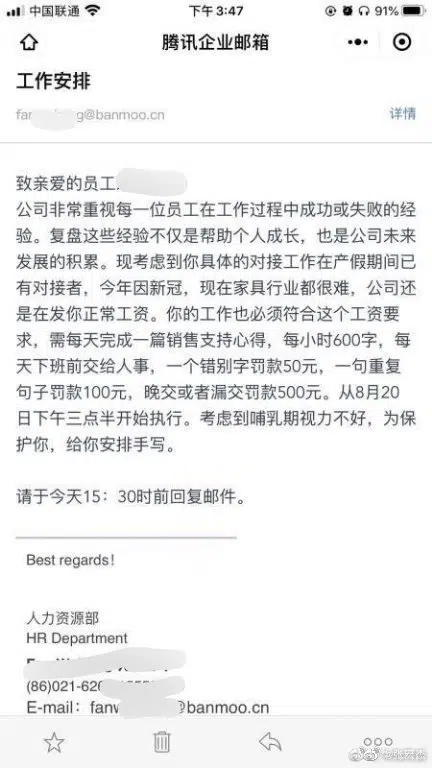 中国联通
下午3:47
91%
腾讯企业邮箱
工作安排
fan
g@banmoo.cn
详情
致亲爱的员工
公司非常重视每一位员工在工作过程中成功或失败的经
验。复盘这些经验不仅是帮助个人成长，也是公司未来
发展的积累。现考虑到你具体的对接工作在产假期间已
有对接者，今年因新冠，现在家具行业都很难，公司还
是在发你正常工资。你的工作也必须符合这个工资要
求，需每天完成一篇销售支持心得，每小时600字，每
天下班前交给人事，一个错别字罚款50元，一句重复
句子罚款100元，晚交或者漏交罚款500元。从8月20
日下午三点半开始执行。考虑到哺乳期视力不好，为保
护你，给你安排手写。
请于今天15：30时前回复邮件。
Best regards!
人力资源部
HR Department
(86)021-620
E-mail：fanw
@banmoo.cn